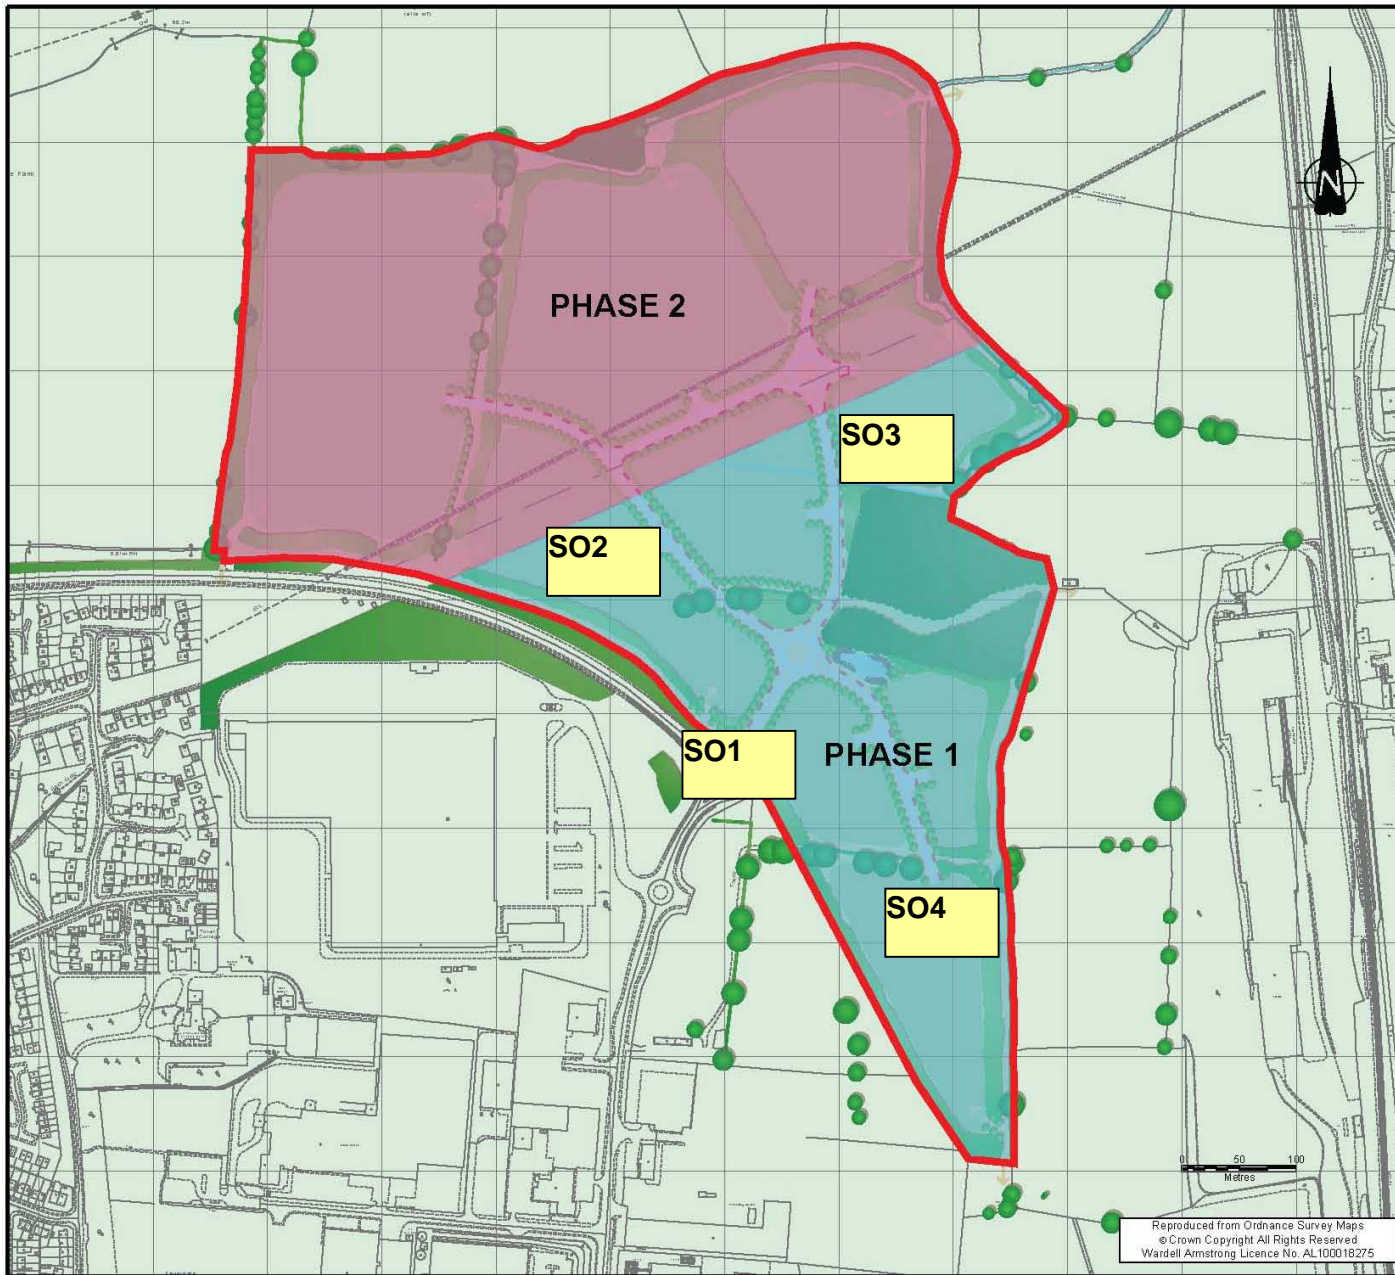 N
PHASE 2
SO3
SO2
SO1
PHASE 1
SO4
0 50 100
Metres
Reproduced from Ordnance Survey Maps
© Crown Copyright All Rights Reserved
Wardell Armstrong Licence No. AL100018275